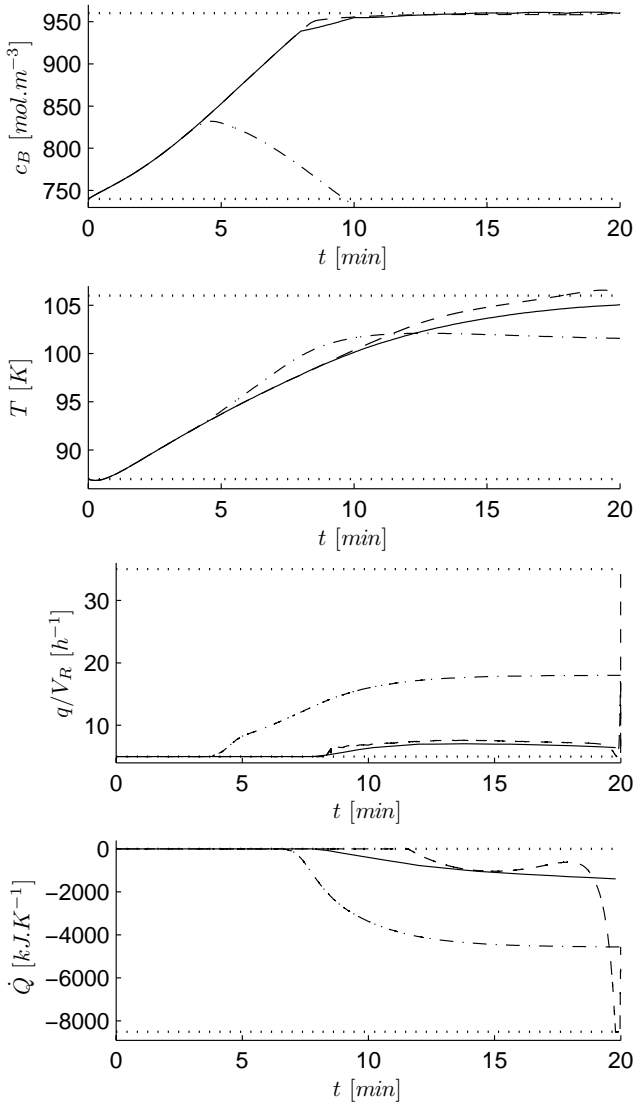 950
900
850
800
750
c_B [mol.m^{-3}]
0 5 10 15 20
t [min]
105
100
95
90
T [K]
0 5 10 15 20
t [min]
30
20
10
q/V_R [h^{-1}]
0 5 10 15 20
t [min]
0
−2000
−4000
−6000
−8000
Q̇ [kJ.K^{-1}]
0 5 10 15 20
t [min]